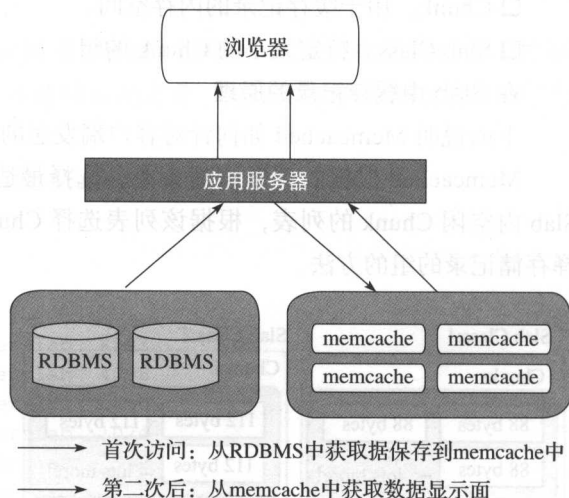 浏览器
应用服务器
RDBMS RDBMS
memcache memcache
memcache memcache
首次访问：从RDBMS中获取据保存到memcache中
第二次后：从memcache中获取数据显示面